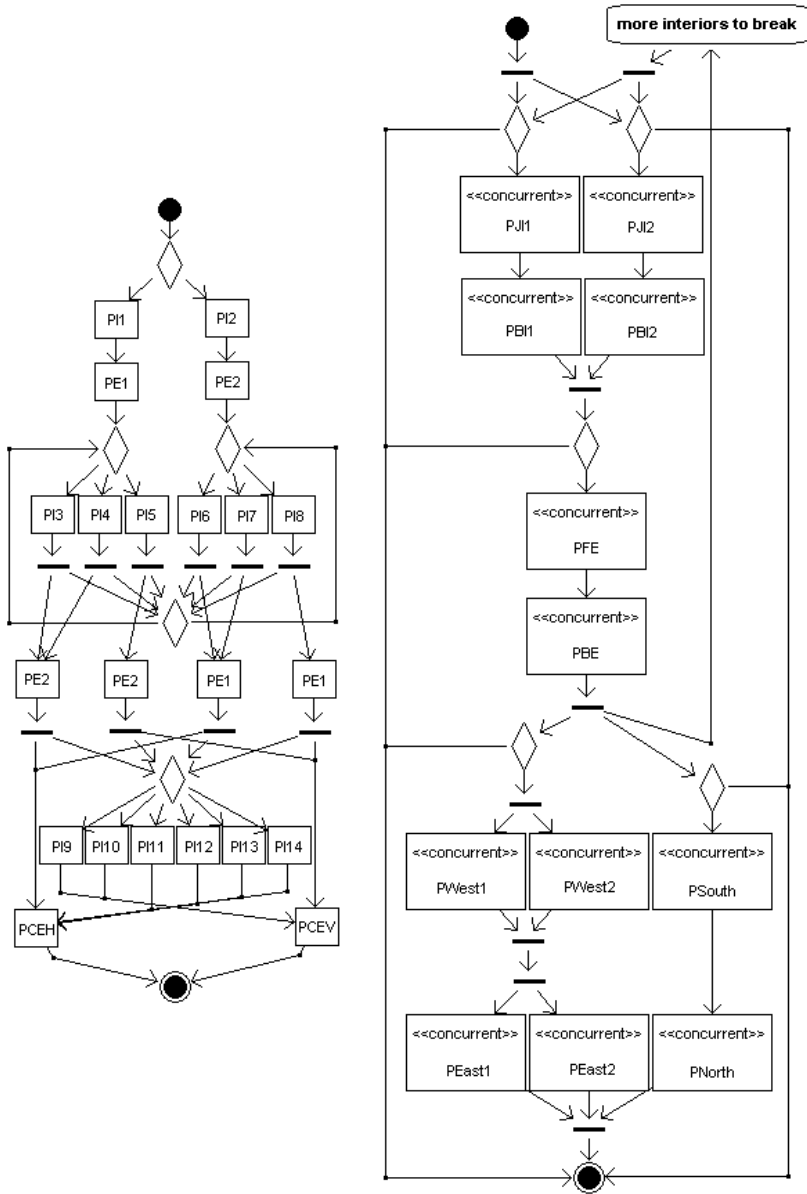 more interiors to break
<<concurrent>> <<concurrent>>
PJI1 PJI2
<<concurrent>> <<concurrent>>
PBI1 PBI2
<<concurrent>>
PFE
<<concurrent>>
PBE
<<concurrent>> <<concurrent>> <<concurrent>>
PWest1 PWest2 PSouth
<<concurrent>> <<concurrent>> <<concurrent>>
PEast1 PEast2 PNorth
PI1 PI2
PE1 PE2
PI3 PI4 PI5 PI6 PI7 PI8
PE2 PE2 PE1 PE1
PI9 PI10 PI11 PI12 PI13 PI14
PCEH PCEV